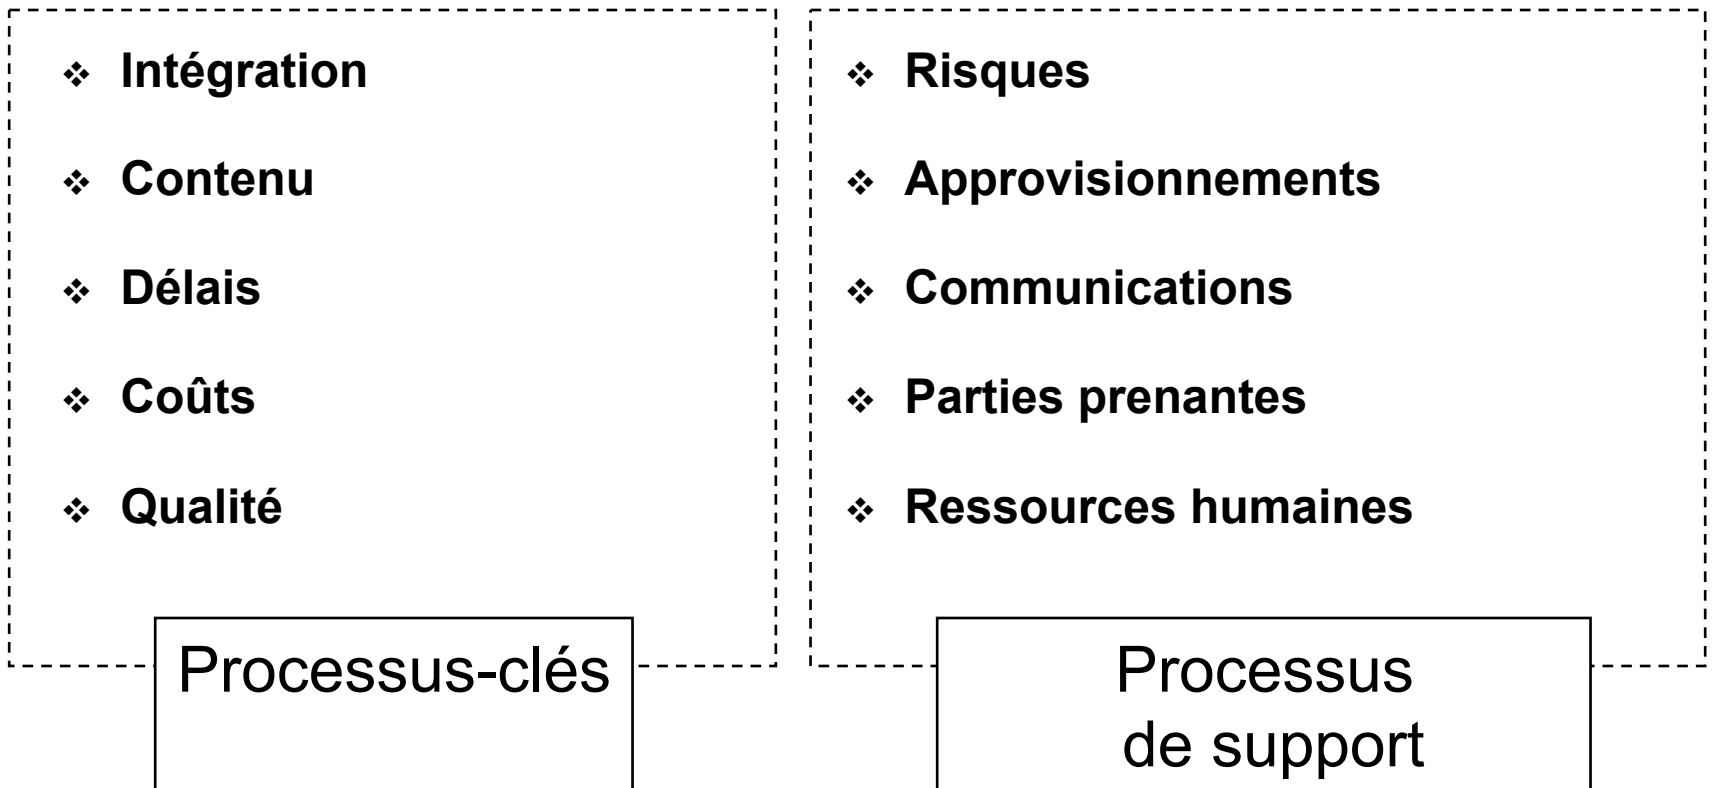 ❖ Intégration
❖ Contenu
❖ Délais
❖ Coûts
❖ Qualité
Processus-clés
❖ Risques
❖ Approvisionnements
❖ Communications
❖ Parties prenantes
❖ Ressources humaines
Processus
de support